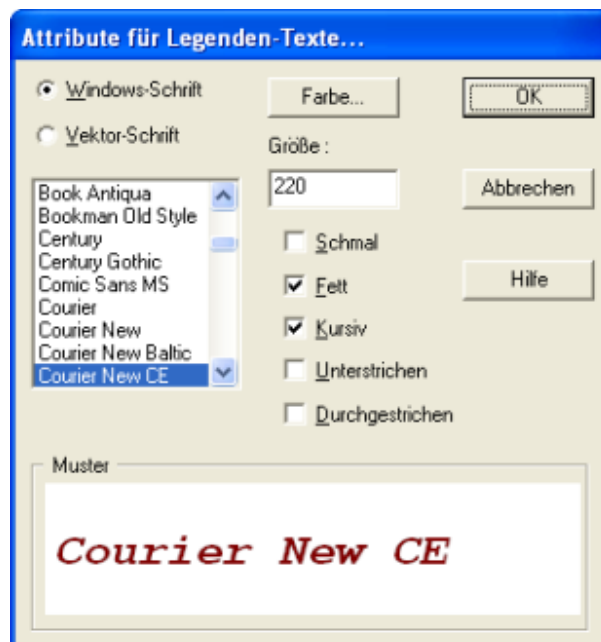 Attribute für Legenden-Texte...
Windows-Schrift
Vektor-Schrift
Farbe...
OK
Größe :
220
Abbrechen
Book Antiqua
Bookman Old Style
Century
Century Gothic
Comic Sans MS
Courier
Courier New
Courier New Baltic
Courier New CE
Schmal
Fett
Kursiv
Unterstrichen
Durchgestrichen
Hilfe
Muster
Courier New CE